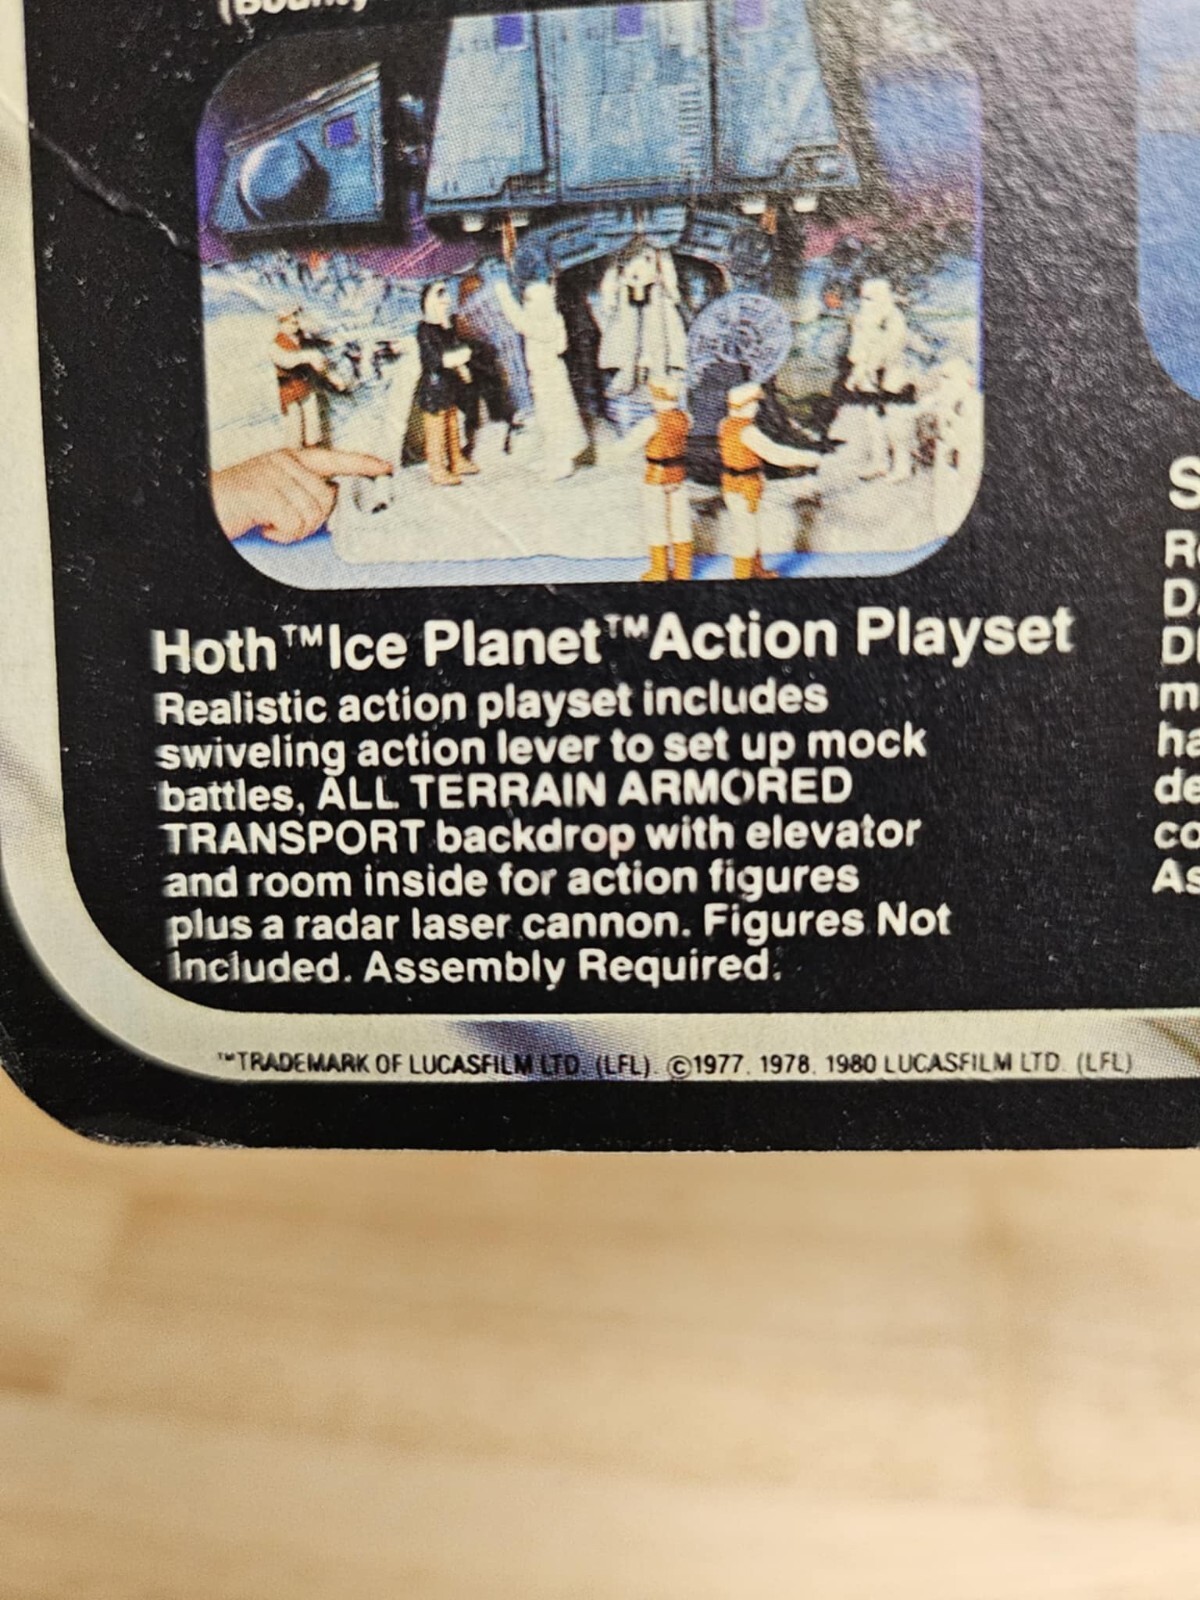 (Bounty
Hoth™Ice Planet™Action Playset
Realistic action playset includes
swiveling action lever to set up mock
battles, ALL TERRAIN ARMORED
TRANSPORT backdrop with elevator
and room inside for action figures
plus a radar laser cannon. Figures Not
Included. Assembly Required.
™TRADEMARK OF LUCASFILM LTD. (LFL). ©1977, 1978, 1980 LUCASFILM LTD. (LFL)